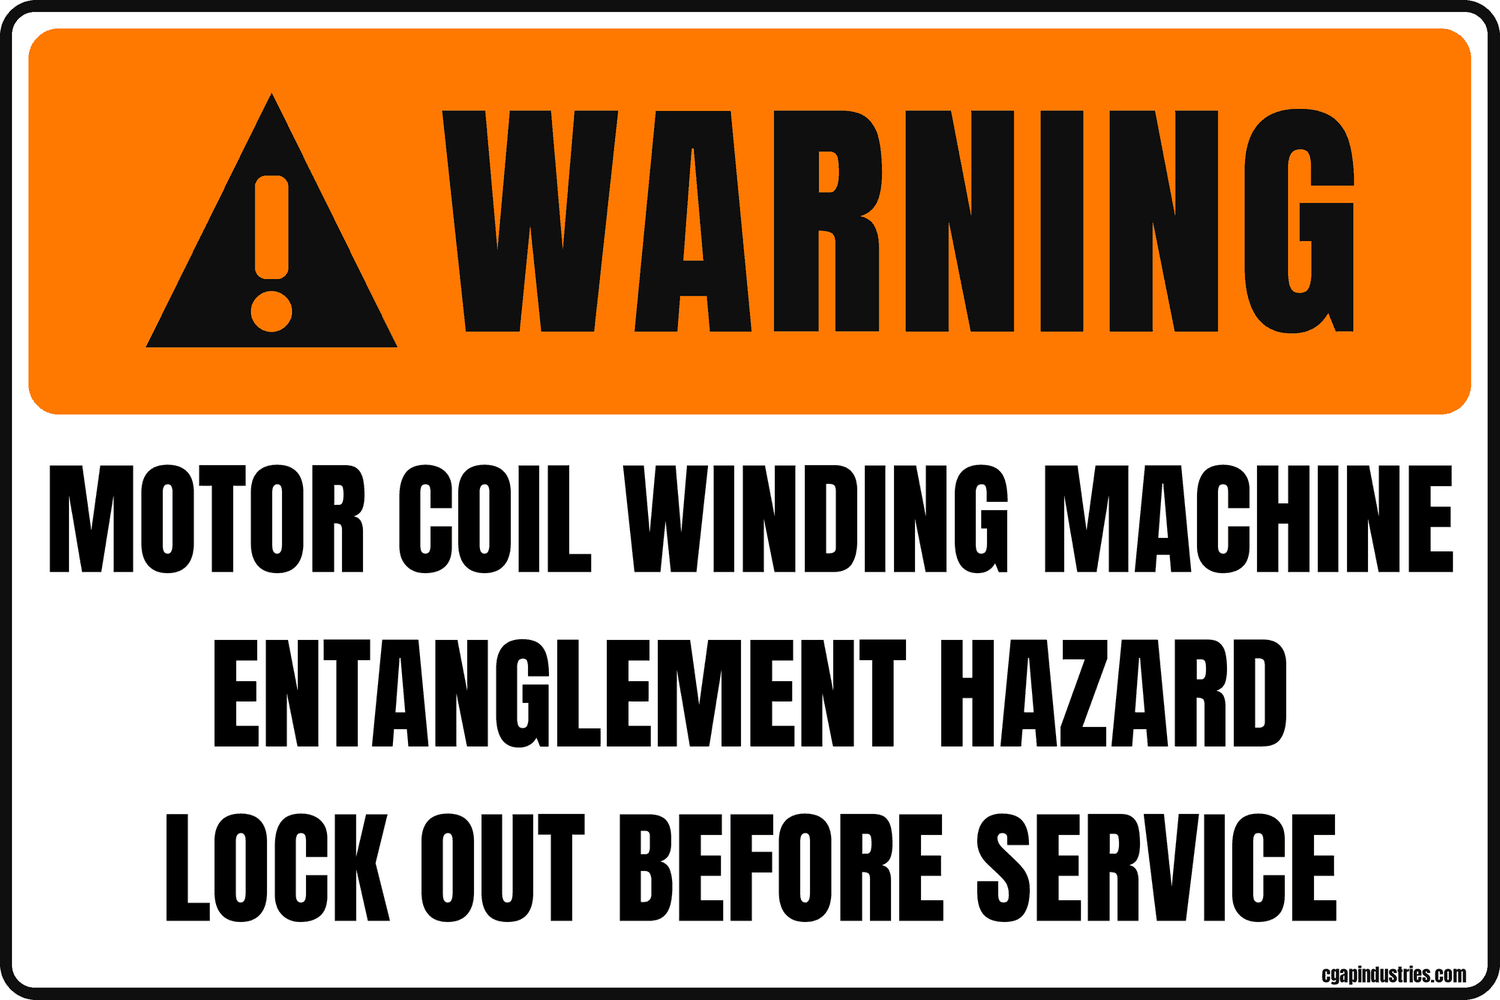 WARNING
MOTOR COIL WINDING MACHINE
ENTANGLEMENT HAZARD
LOCK OUT BEFORE SERVICE
cgapindustries.com